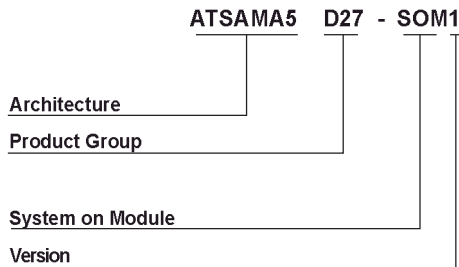 ATSAMA5 D27 - SOM1
Architecture
Product Group
System on Module
Version